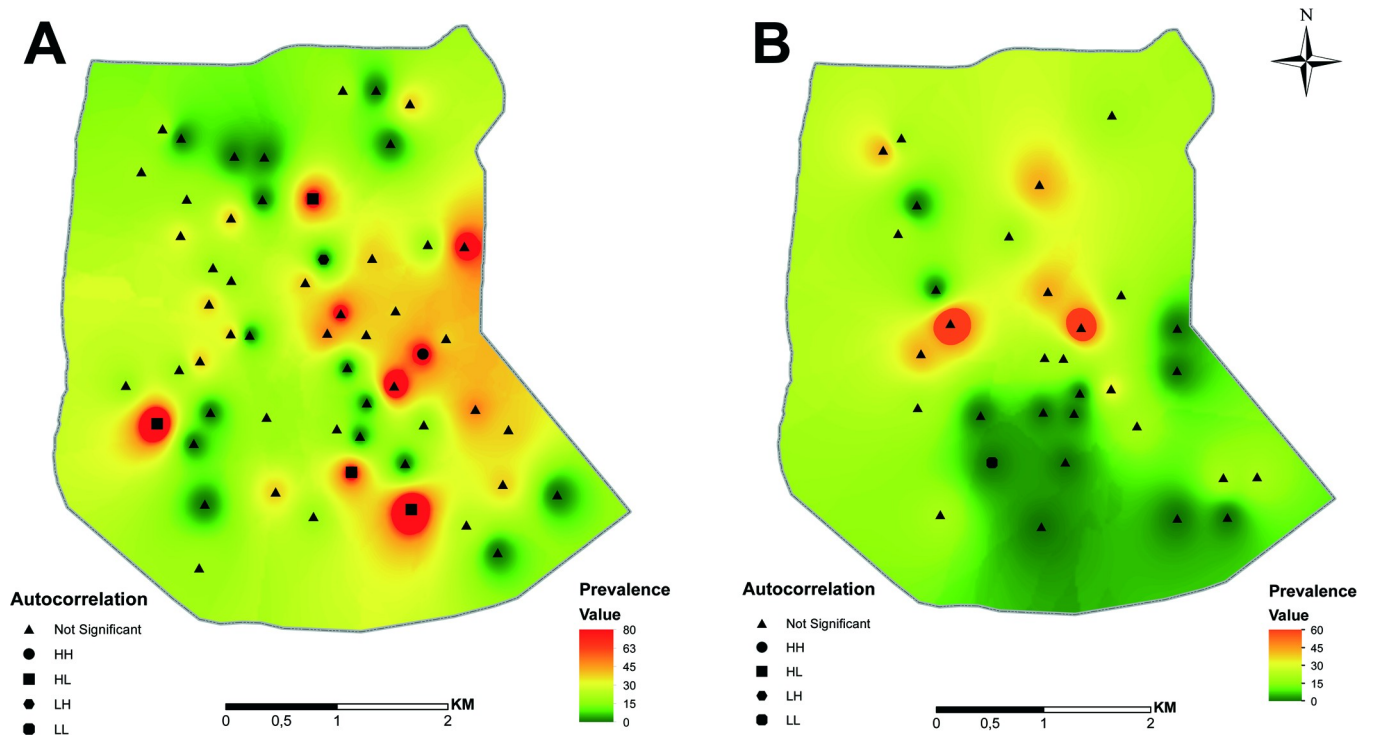 A
B
N
Autocorrelation
Not Significant
HH
HL
LH
LL
Prevalence
Value
80
63
45
30
15
0
KM
0 0,5 1 2
Autocorrelation
Not Significant
HH
HL
LH
LL
Prevalence
Value
60
45
30
15
0
KM
0 0,5 1 2